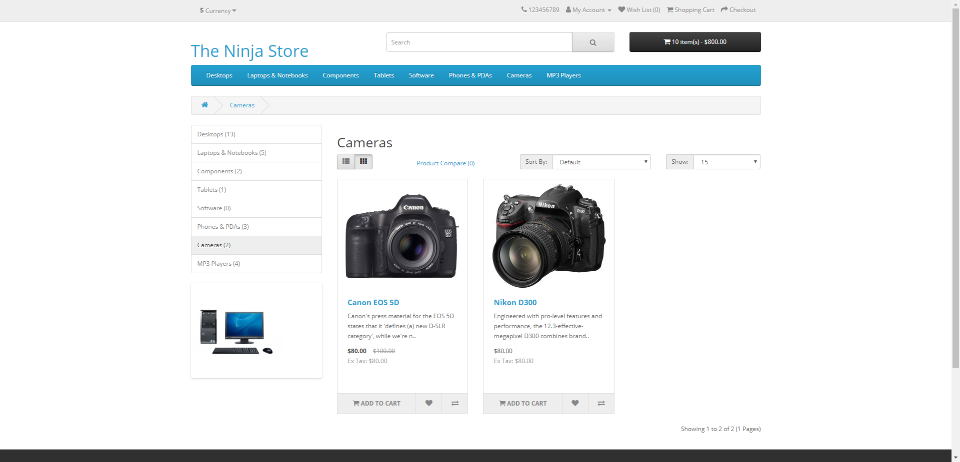 $ Currency
123456789 My Account Wish List (0) Shopping Cart Checkout
The Ninja Store
Search
10 item(s) - $800.00
Desktops Laptops & Notebooks Components Tablets Software Phones & PDAs Cameras MP3 Players
Cameras
Desktops (13)
Laptops & Notebooks (5)
Components (2)
Tablets (1)
Software (0)
Phones & PDAs (3)
Cameras (2)
MP3 Players (4)
Cameras
Product Compare (0)
Sort By: Default
Show: 15
Canon
Canon EOS 5D
Canon's press material for the EOS 5D
states that it 'defines (a) new D-SLR
category', while we're n..
$80.00 $100.00
Ex Tax: $80.00
ADD TO CART
Nikon
Nikon D300
Engineered with pro-level features and
performance, the 12.3-effective-
megapixel D300 combines brand..
$80.00
Ex Tax: $80.00
ADD TO CART
Showing 1 to 2 of 2 (1 Pages)